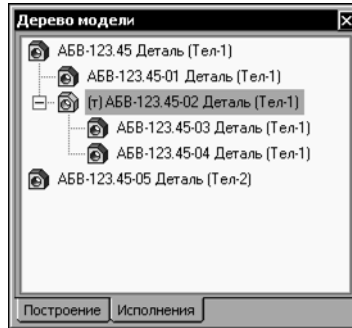 Дерево модели
АБВ-123.45 Деталь (Тел-1)
АБВ-123.45-01 Деталь (Тел-1)
(т) АБВ-123.45-02 Деталь (Тел-1)
АБВ-123.45-03 Деталь (Тел-1)
АБВ-123.45-04 Деталь (Тел-1)
АБВ-123.45-05 Деталь (Тел-2)
Построение Исполнения